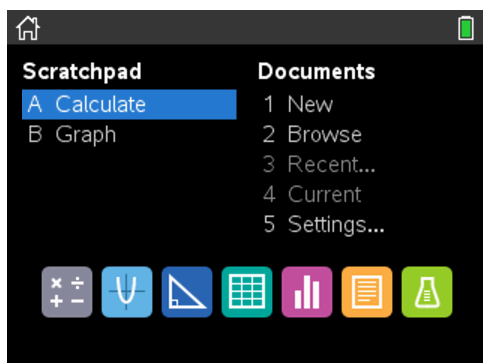 Scratchpad
A Calculate
B Graph
Documents
1 New
2 Browse
3 Recent...
4 Current
5 Settings...